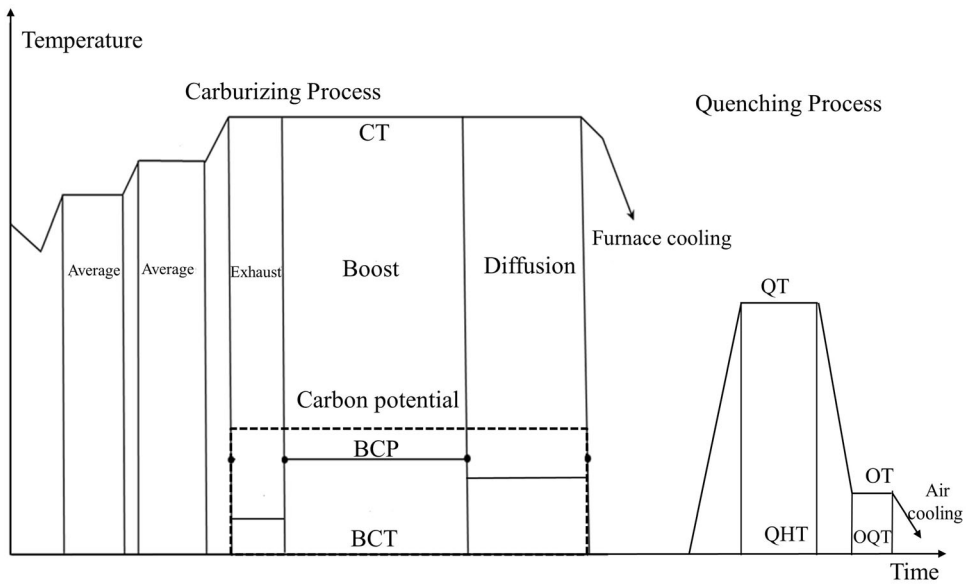 Temperature
Carburizing Process
Quenching Process
CT
Furnace cooling
Average
Average
Exhaust
Boost
Diffusion
QT
Carbon potential
BCP
OT
Air
cooling
BCT
QHT
OQT
Time